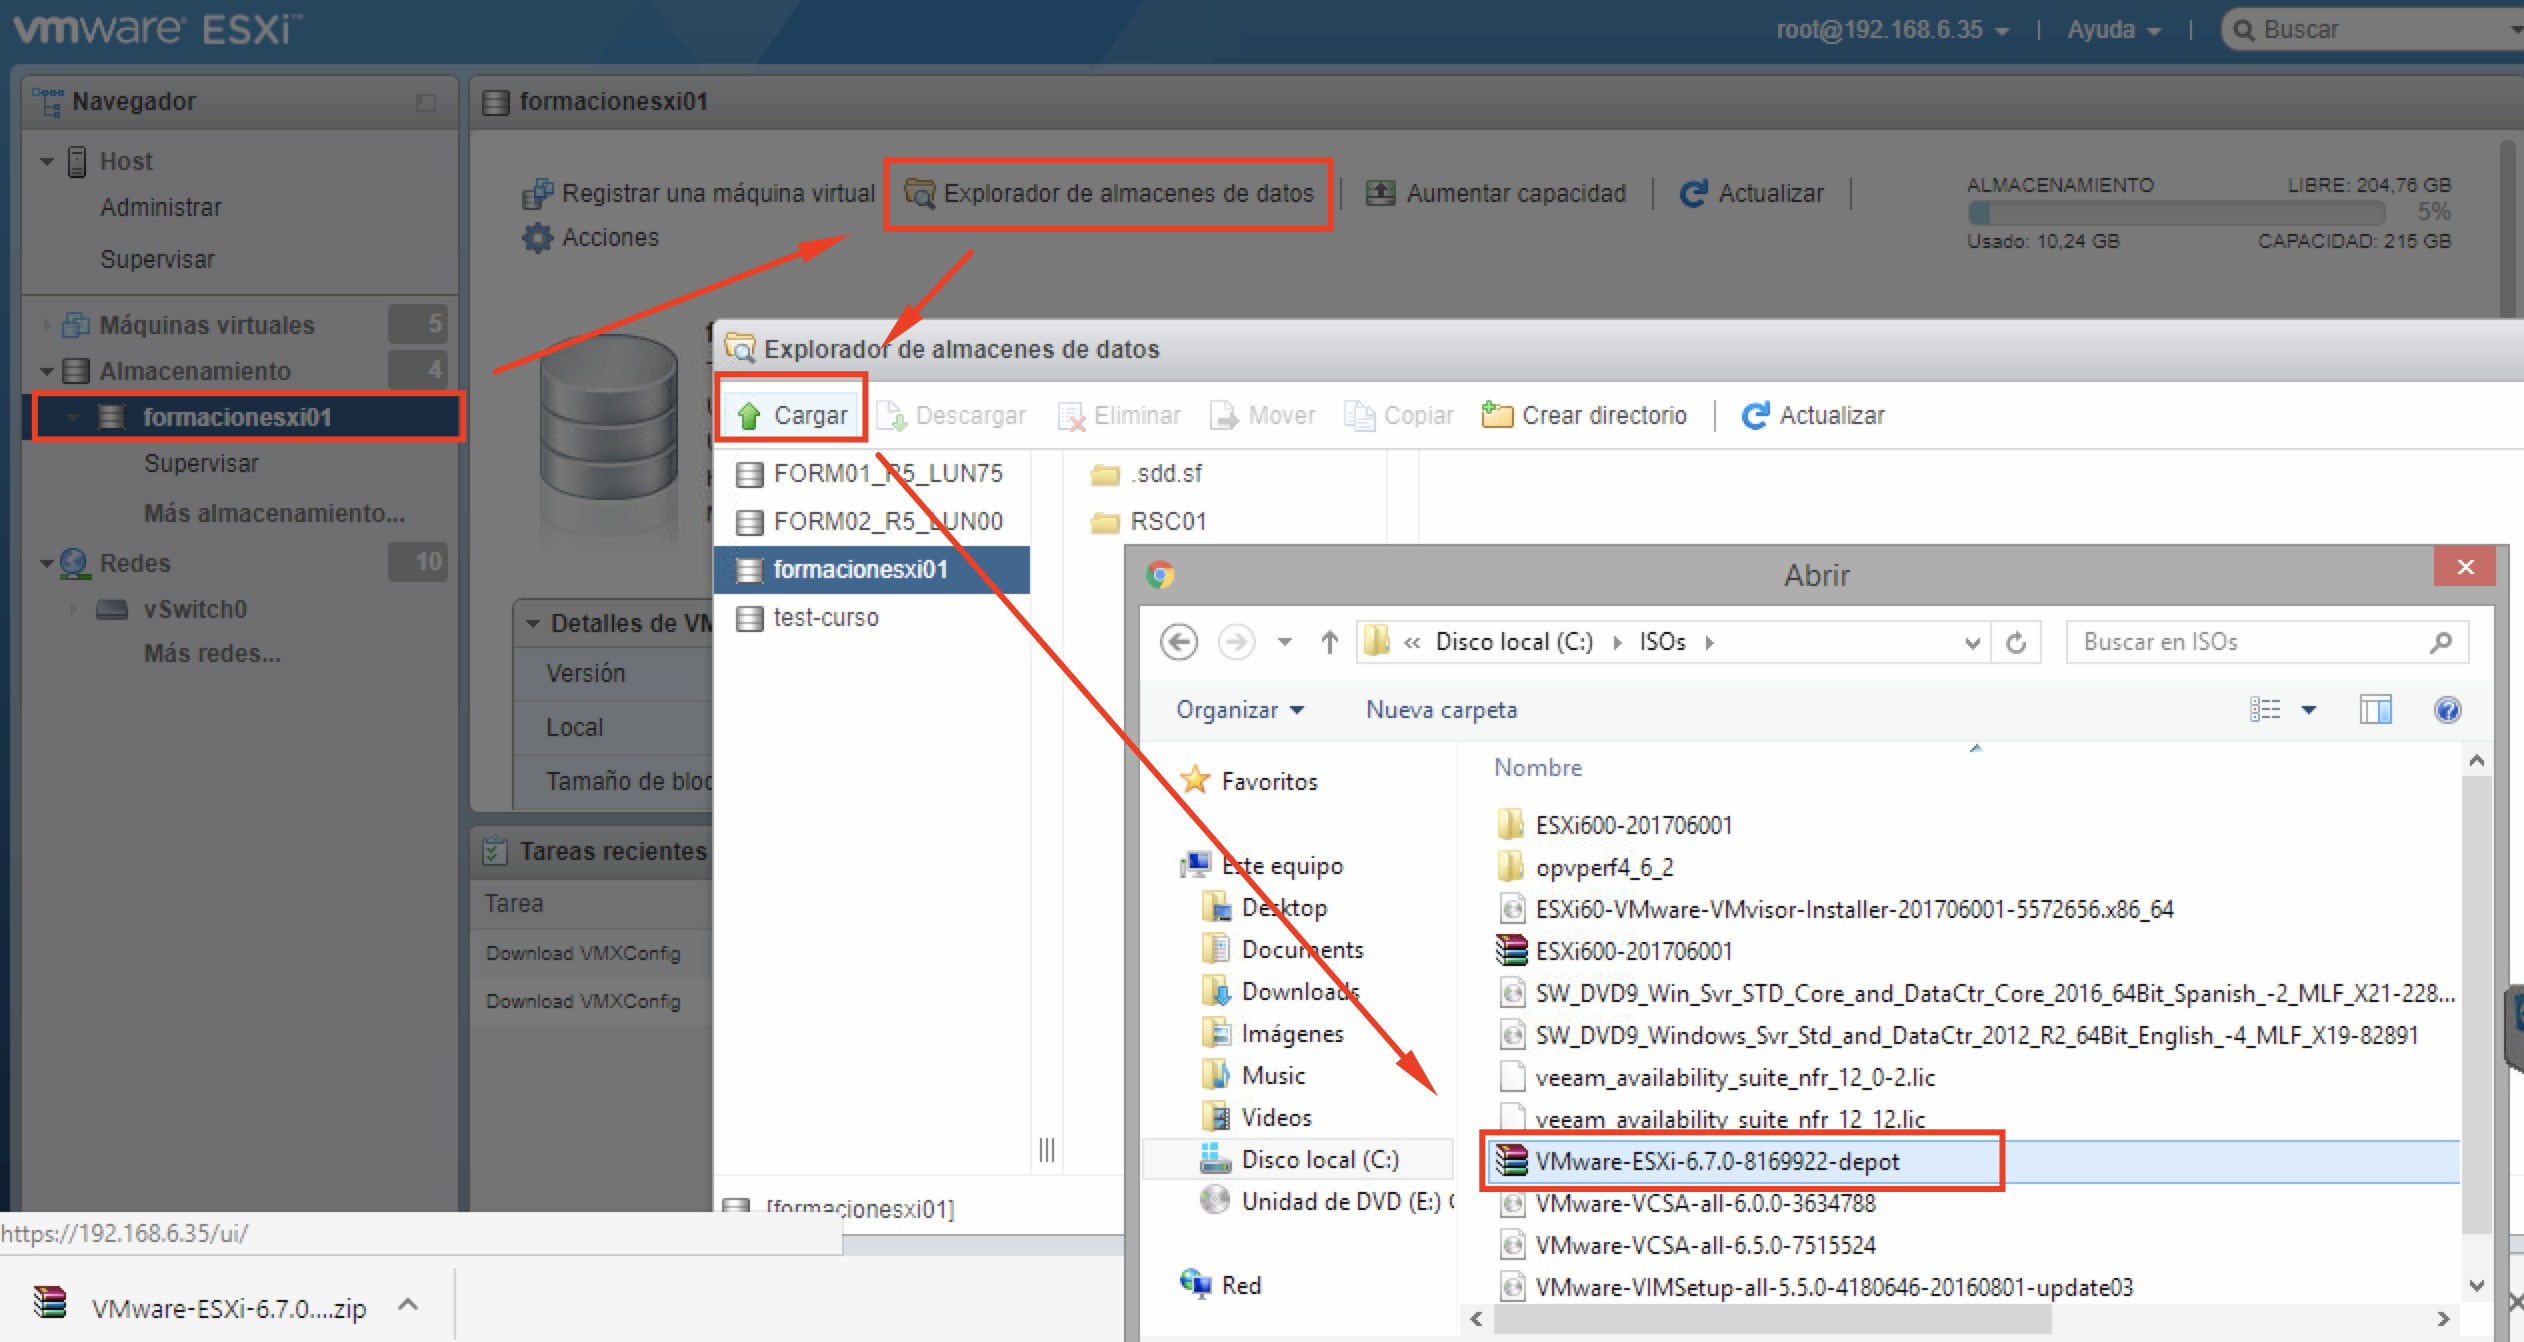 vmware ESXi™
root@192.168.6.35 | Ayuda | Buscar
Navegador
Host
Administrar
Supervisar
Máquinas virtuales 5
Almacenamiento 4
formacionesxi01
Supervisar
Más almacenamiento...
Redes 10
vSwitch0
Más redes...
formacionesxi01
Registrar una máquina virtual Explorador de almacenes de datos | Aumentar capacidad | Actualizar |
Acciones
ALMACENAMIENTO LIBRE: 204,76 GB
5%
Usado: 10,24 GB CAPACIDAD: 215 GB
Detalles de VM
Versión
Local
Tamaño de bloc
Tareas recientes
Tarea
Download VMXConfig
Download VMXConfig
Explorador de almacenes de datos
Cargar Descargar Eliminar Mover Copiar Crear directorio | Actualizar
FORM01_R5_LUN75
FORM02_R5_LUN00
formacionesxi01
test-curso
.sdd.sf
RSC01
[formacionesxi01]
Abrir
« Disco local (C:) ISOs
Buscar en ISOs
Organizar Nueva carpeta
Favoritos
Este equipo
Desktop
Documents
Downloads
Imágenes
Music
Videos
Disco local (C:)
Unidad de DVD (E:)
Red
Nombre
ESXi600-201706001
opvperf4_6_2
ESXi60-VMware-VMvisor-Installer-201706001-5572656.x86_64
ESXi600-201706001
SW_DVD9_Win_Svr_STD_Core_and_DataCtr_Core_2016_64Bit_Spanish_-2_MLF_X21-228...
SW_DVD9_Windows_Svr_Std_and_DataCtr_2012_R2_64Bit_English_-4_MLF_X19-82891
veeam_availability_suite_nfr_12_0-2.lic
veeam_availability_suite_nfr_12_12.lic
VMware-ESXi-6.7.0-8169922-depot
VMware-VCSA-all-6.0.0-3634788
VMware-VCSA-all-6.5.0-7515524
VMware-VIMSetup-all-5.5.0-4180646-20160801-update03
https://192.168.6.35/ui/
VMware-ESXi-6.7.0....zip